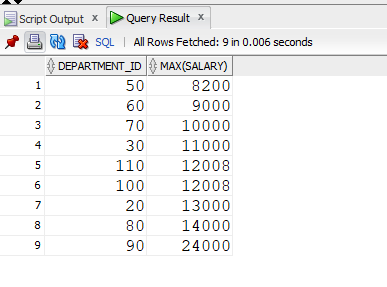 Script Output × Query Result ×
SQL | All Rows Fetched: 9 in 0.006 seconds
DEPARTMENT_ID MAX(SALARY)
1 50 8200
2 60 9000
3 70 10000
4 30 11000
5 110 12008
6 100 12008
7 20 13000
8 80 14000
9 90 24000